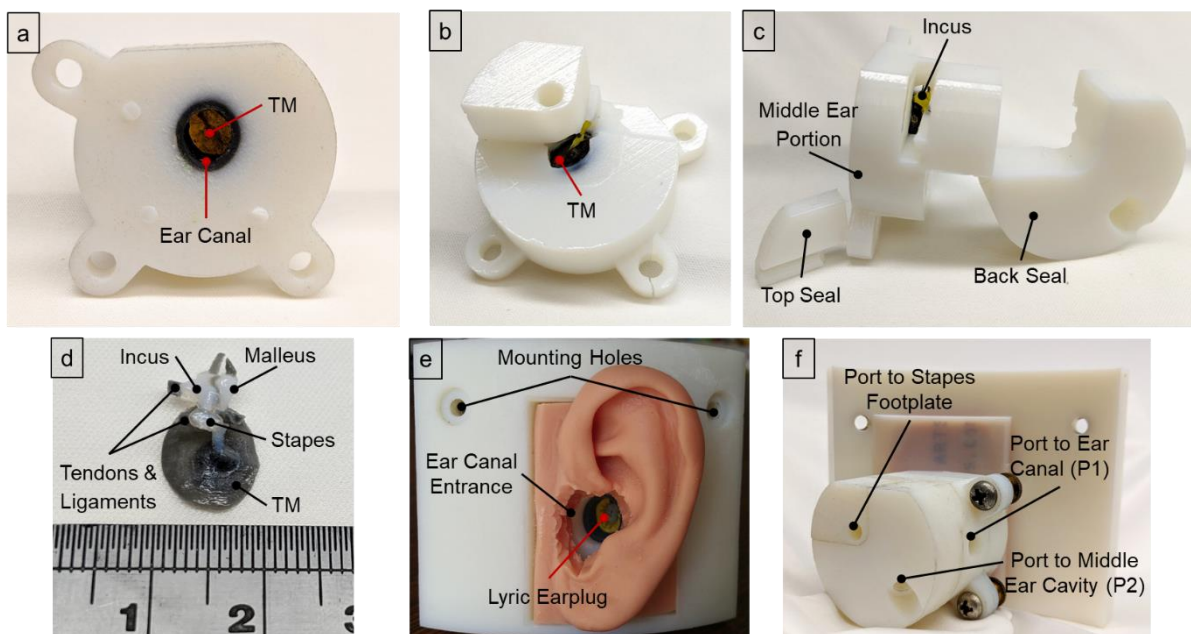 a
TM
Ear Canal
b
TM
c
Incus
Middle Ear
Portion
Top Seal
Back Seal
d
Incus
Malleus
Stapes
Tendons &
Ligaments
TM
1
2
3
e
Mounting Holes
Ear Canal
Entrance
Lyric Earplug
f
Port to Stapes
Footplate
Port to Ear
Canal (P1)
Port to Middle
Ear Cavity (P2)